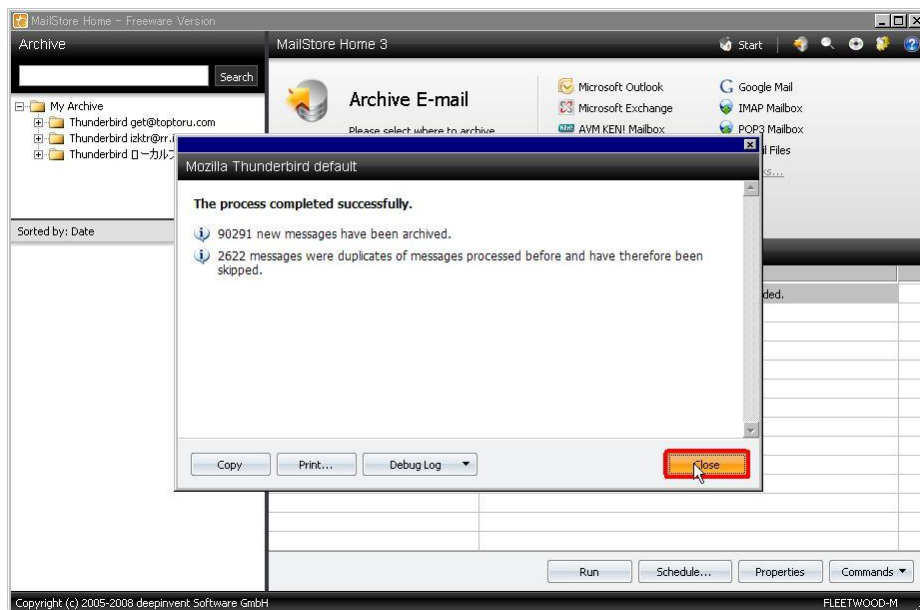 MailStore Home - Freeware Version
Archive
MailStore Home 3
Start
Search
My Archive
Thunderbird get@toptoru.com
Thunderbird izktr@rr.i
Thunderbird ローカルフ
Sorted by: Date
Archive E-mail
Please select where to archive
Microsoft Outlook
Microsoft Exchange
AVM KEN! Mailbox
Google Mail
IMAP Mailbox
POP3 Mailbox
il Files
Mozilla Thunderbird default
The process completed successfully.
90291 new messages have been archived.
2622 messages were duplicates of messages processed before and have therefore been
skipped.
ded.
Copy
Print...
Debug Log
Close
Run
Schedule...
Properties
Commands
Copyright (c) 2005-2008 deepinvent Software GmbH
FLEETWOOD-M